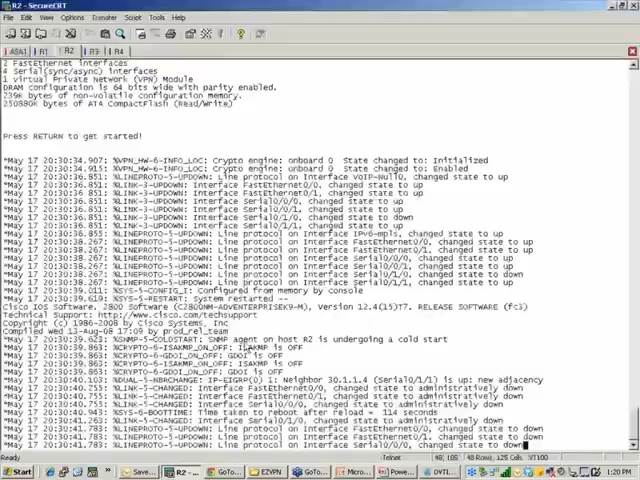 R2 - SecureCRT
File Edit View Options Transfer Script Tools Help
ASA1 R1 R2 R3 R4
2 FastEthernet interfaces
4 Serial(sync/async) interfaces
1 Virtual Private Network (VPN) Module
DRAM configuration is 64 bits wide with parity enabled.
239K bytes of non-volatile configuration memory.
250880K bytes of ATA CompactFlash (Read/Write)
Press RETURN to get started!
*May 17 20:30:34.907: %VPN_HW-6-INFO_LOC: Crypto engine: onboard 0 State changed to: Initialized
*May 17 20:30:34.915: %VPN_HW-6-INFO_LOC: Crypto engine: onboard 0 State changed to: Enabled
*May 17 20:30:36.851: %LINEPROTO-5-UPDOWN: Line protocol on Interface VoIP-Null0, changed state to up
*May 17 20:30:36.851: %LINK-3-UPDOWN: Interface FastEthernet0/0, changed state to up
*May 17 20:30:36.851: %LINK-3-UPDOWN: Interface FastEthernet0/1, changed state to up
*May 17 20:30:36.851: %LINK-3-UPDOWN: Interface Serial0/0/0, changed state to up
*May 17 20:30:36.851: %LINK-3-UPDOWN: Interface Serial0/1/0, changed state to down
*May 17 20:30:36.851: %LINK-3-UPDOWN: Interface Serial0/1/1, changed state to up
*May 17 20:30:36.855: %LINEPROTO-5-UPDOWN: Line protocol on Interface IPv6-mpls, changed state to up
*May 17 20:30:38.267: %LINEPROTO-5-UPDOWN: Line protocol on Interface FastEthernet0/0, changed state to up
*May 17 20:30:38.267: %LINEPROTO-5-UPDOWN: Line protocol on Interface FastEthernet0/1, changed state to up
*May 17 20:30:38.267: %LINEPROTO-5-UPDOWN: Line protocol on Interface Serial0/0/0, changed state to up
*May 17 20:30:38.267: %LINEPROTO-5-UPDOWN: Line protocol on Interface Serial0/1/0, changed state to down
*May 17 20:30:38.267: %LINEPROTO-5-UPDOWN: Line protocol on Interface Serial0/1/1, changed state to up
*May 17 20:30:39.011: %SYS-5-CONFIG_I: Configured from memory by console
*May 17 20:30:39.619: %SYS-5-RESTART: System restarted --
Cisco IOS Software, 2800 Software (C2800NM-ADVENTERPRISEK9-M), Version 12.4(15)T7, RELEASE SOFTWARE (fc3)
Technical Support: http://www.cisco.com/techsupport
Copyright (c) 1986-2008 by Cisco Systems, Inc.
Compiled Wed 13-Aug-08 17:09 by prod_rel_team
*May 17 20:30:39.623: %SNMP-5-COLDSTART: SNMP agent on host R2 is undergoing a cold start
*May 17 20:30:39.863: %CRYPTO-6-ISAKMP_ON_OFF: ISAKMP is OFF
*May 17 20:30:39.863: %CRYPTO-6-GDOI_ON_OFF: GDOI is OFF
*May 17 20:30:39.863: %CRYPTO-6-ISAKMP_ON_OFF: ISAKMP is OFF
*May 17 20:30:39.863: %CRYPTO-6-GDOI_ON_OFF: GDOI is OFF
*May 17 20:30:40.103: %DUAL-5-NBRCHANGE: IP-EIGRP(0) 1: Neighbor 30.1.1.4 (Serial0/1/1) is up: new adjacency
*May 17 20:30:40.755: %LINK-5-CHANGED: Interface FastEthernet0/0, changed state to administratively down
*May 17 20:30:40.755: %LINK-5-CHANGED: Interface FastEthernet0/1, changed state to administratively down
*May 17 20:30:40.755: %LINK-5-CHANGED: Interface Serial0/0/0, changed state to administratively down
*May 17 20:30:40.943: %SYS-6-BOOTTIME: Time taken to reboot after reload = 114 seconds
*May 17 20:30:41.263: %LINK-5-CHANGED: Interface Serial0/1/0, changed state to administratively down
*May 17 20:30:41.783: %LINEPROTO-5-UPDOWN: Line protocol on Interface FastEthernet0/0, changed state to down
*May 17 20:30:41.783: %LINEPROTO-5-UPDOWN: Line protocol on Interface FastEthernet0/1, changed state to down
*May 17 20:30:41.783: %LINEPROTO-5-UPDOWN: Line protocol on Interface Serial0/0/0, changed state to down
Ready Telnet 48, 105 48 Rows, 125 Cols VT100
Start Save... R2 - ... GoTo... EZVPN GoTo... Micro... Power... 1:20 PM